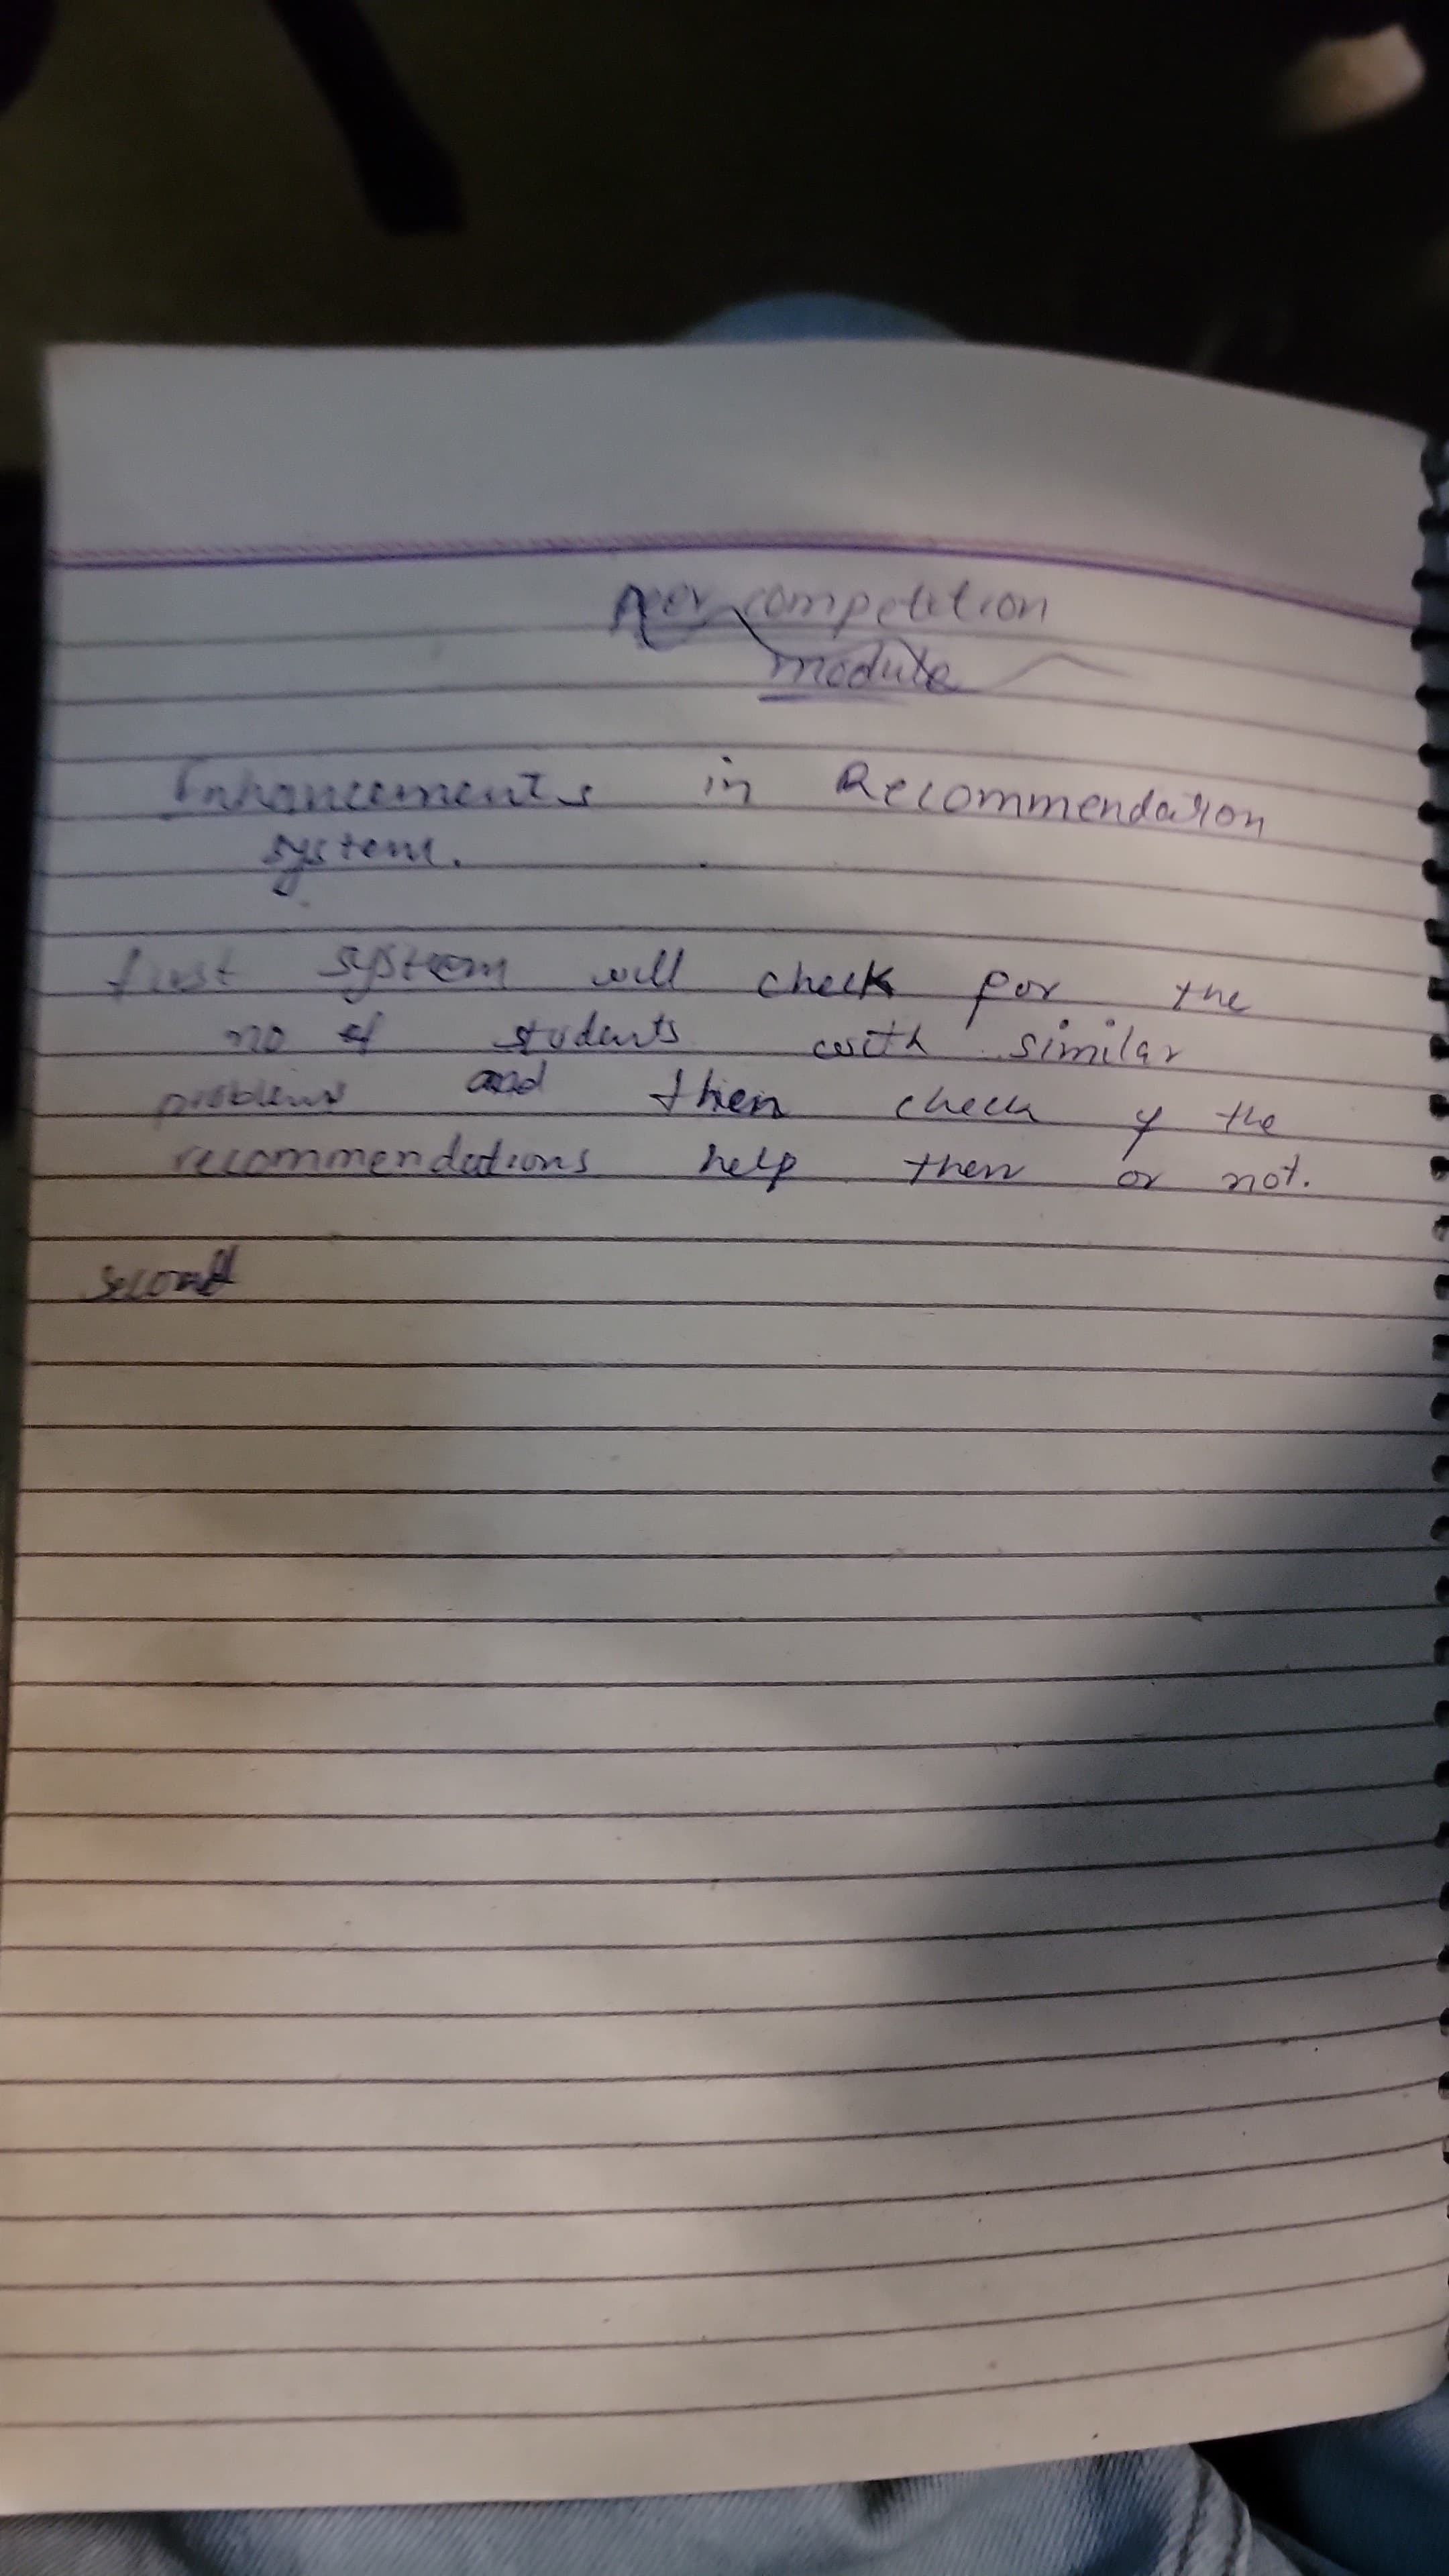 Peer competition
module
Enhancements in Recommendation
system.
first system will check for the
no of students with similar
problems and then check if the
recommendations help them or not.
second